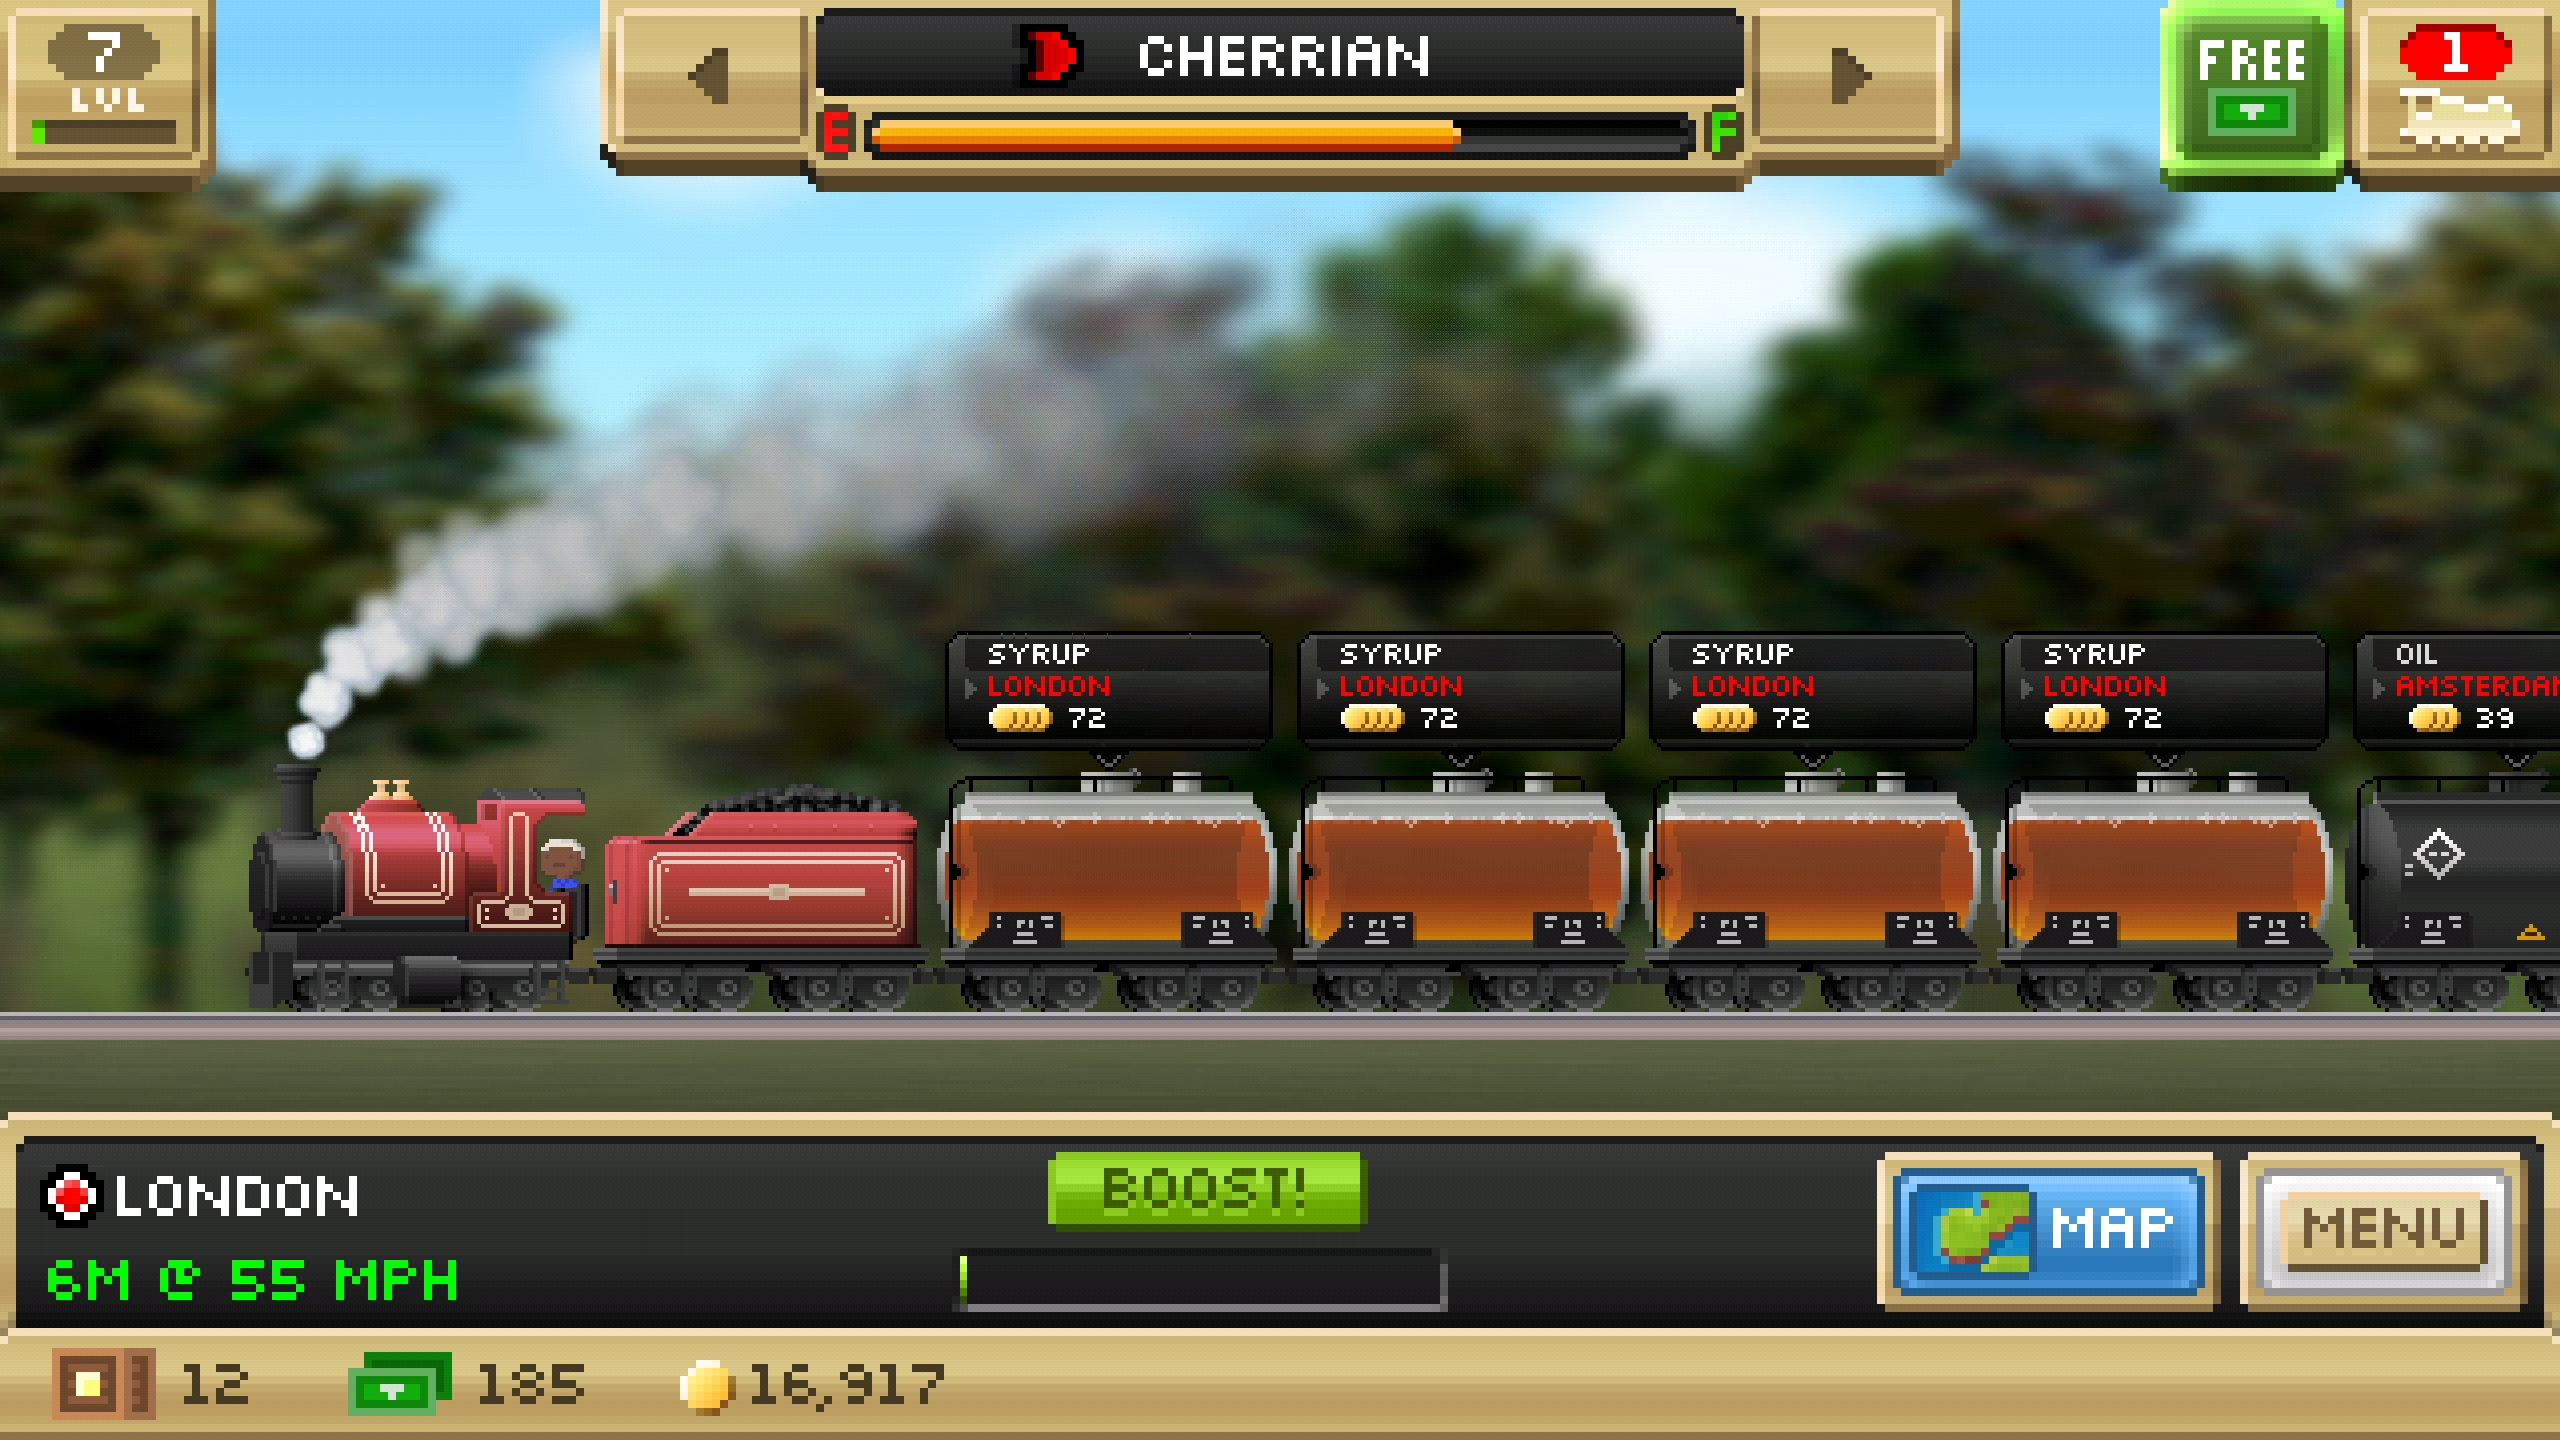 7
LVL
CHERRIAN
E F
FREE
1
SYRUP
LONDON
72
SYRUP
LONDON
72
SYRUP
LONDON
72
SYRUP
LONDON
72
OIL
AMSTERDAM
39
LONDON
6M @ 55 MPH
BOOST!
MAP
MENU
12 185 16,917